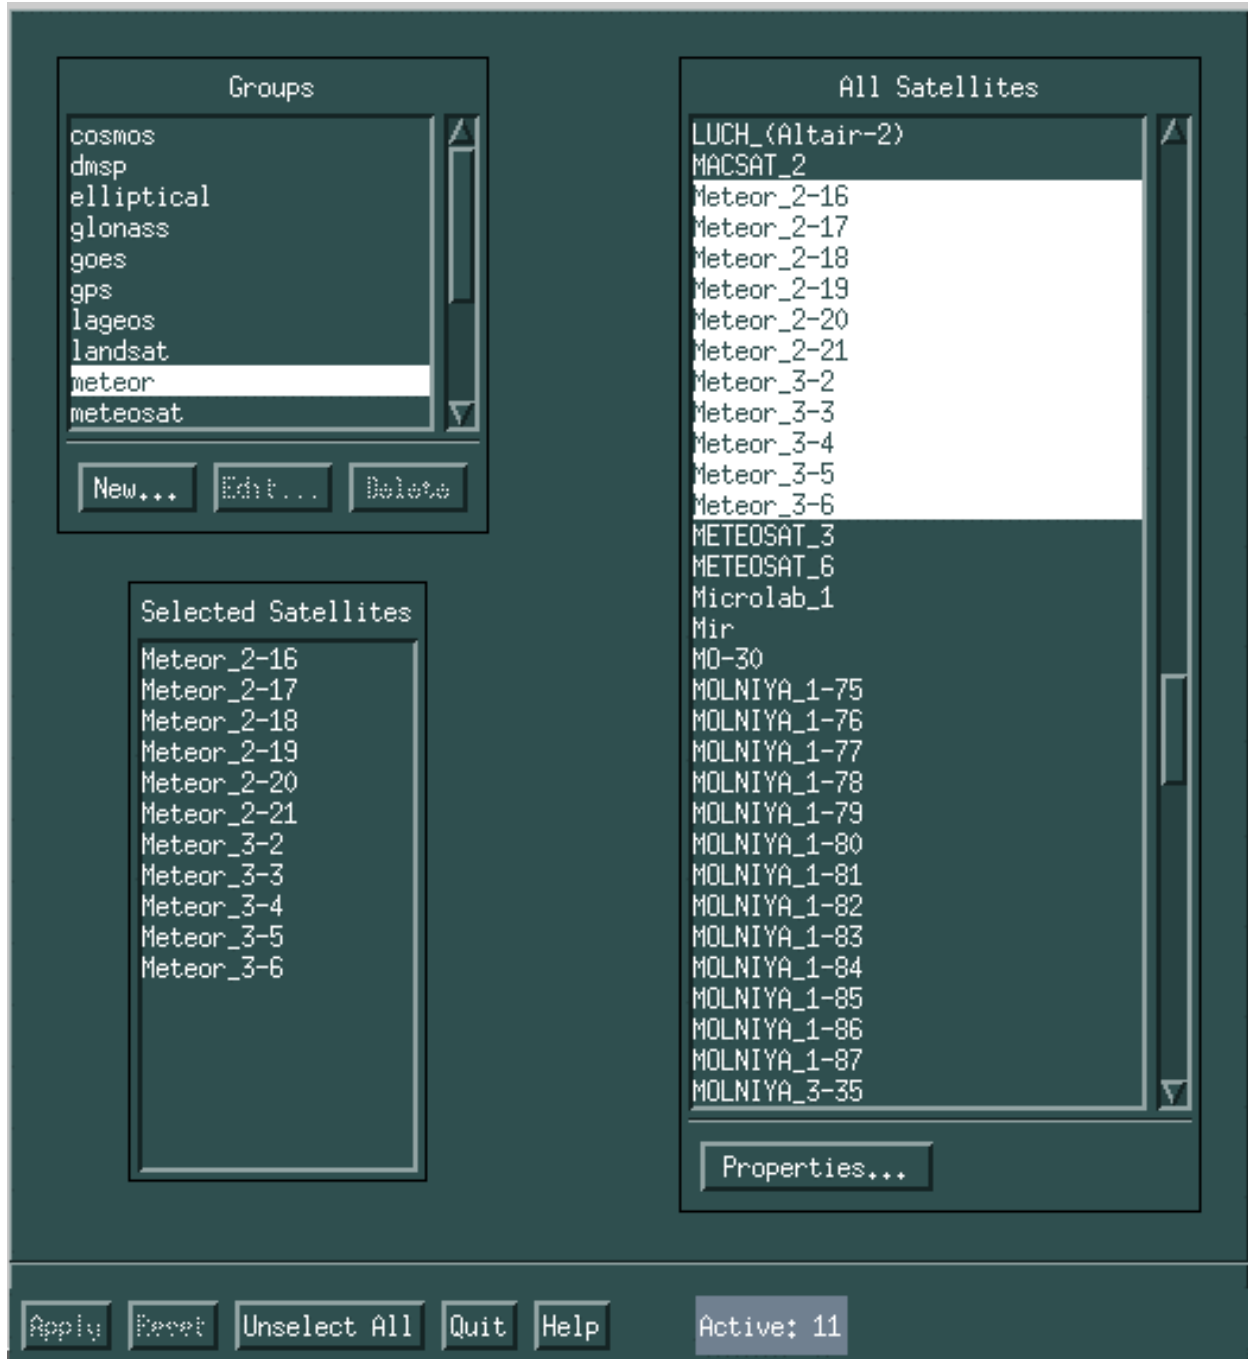 Groups
cosmos
dmsp
elliptical
glonass
goes
gps
lageos
landsat
meteor
meteosat
New...
Edit...
Delete
Selected Satellites
Meteor_2-16
Meteor_2-17
Meteor_2-18
Meteor_2-19
Meteor_2-20
Meteor_2-21
Meteor_3-2
Meteor_3-3
Meteor_3-4
Meteor_3-5
Meteor_3-6
All Satellites
LUCH_(Altair-2)
MACSAT_2
Meteor_2-16
Meteor_2-17
Meteor_2-18
Meteor_2-19
Meteor_2-20
Meteor_2-21
Meteor_3-2
Meteor_3-3
Meteor_3-4
Meteor_3-5
Meteor_3-6
METEOSAT_3
METEOSAT_6
Microlab_1
Mir
MO-30
MOLNIYA_1-75
MOLNIYA_1-76
MOLNIYA_1-77
MOLNIYA_1-78
MOLNIYA_1-79
MOLNIYA_1-80
MOLNIYA_1-81
MOLNIYA_1-82
MOLNIYA_1-83
MOLNIYA_1-84
MOLNIYA_1-85
MOLNIYA_1-86
MOLNIYA_1-87
MOLNIYA_3-35
Properties...
Apply
Reset
Unselect All
Quit
Help
Active: 11